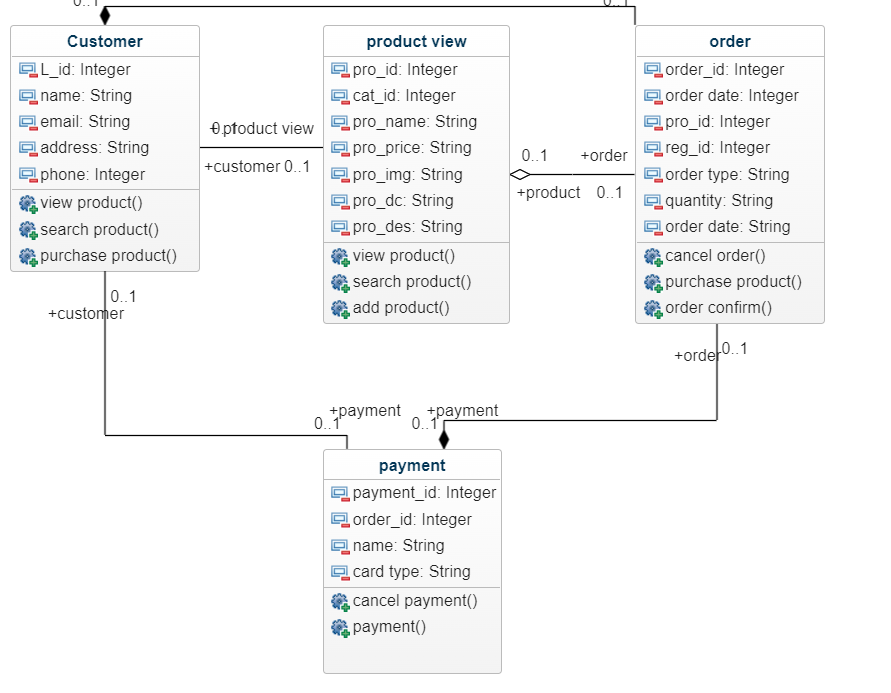 0..1
0..1
Customer
L_id: Integer
name: String
email: String
address: String
phone: Integer
view product()
search product()
purchase product()
product view
pro_id: Integer
cat_id: Integer
pro_name: String
pro_price: String
pro_img: String
pro_dc: String
pro_des: String
view product()
search product()
add product()
order
order_id: Integer
order date: Integer
pro_id: Integer
reg_id: Integer
order type: String
quantity: String
order date: String
cancel order()
purchase product()
order confirm()
+product view
0..1
+customer 0..1
0..1
+order
+product
0..1
0..1
+customer
0..1
+order
+payment
0..1
+payment
0..1
payment
payment_id: Integer
order_id: Integer
name: String
card type: String
cancel payment()
payment()